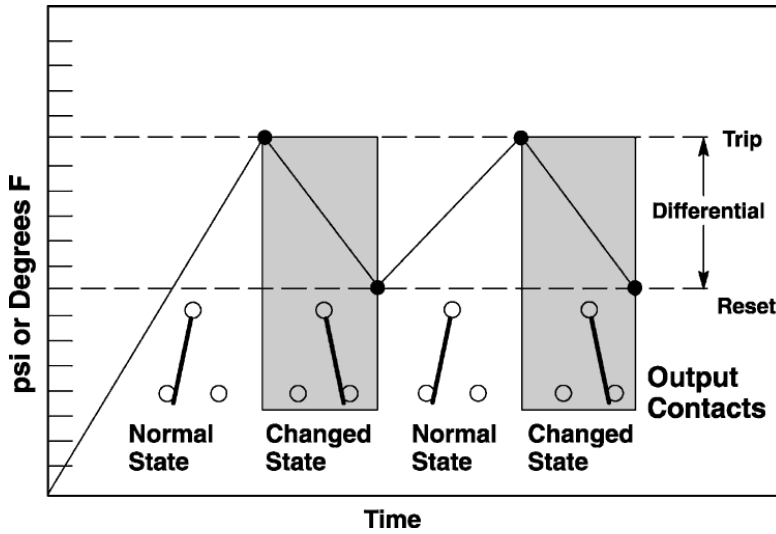 psi or Degrees F
Trip
Differential
Reset
Output
Contacts
Normal
State
Changed
State
Normal
State
Changed
State
Time